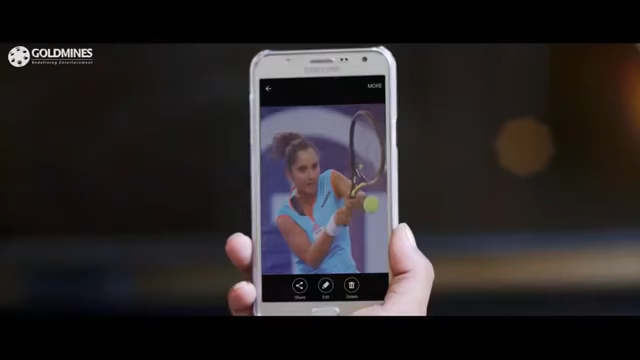 GOLDMINES
Redefining Entertainment
SAMSUNG
MORE
Share
Edit
Delete